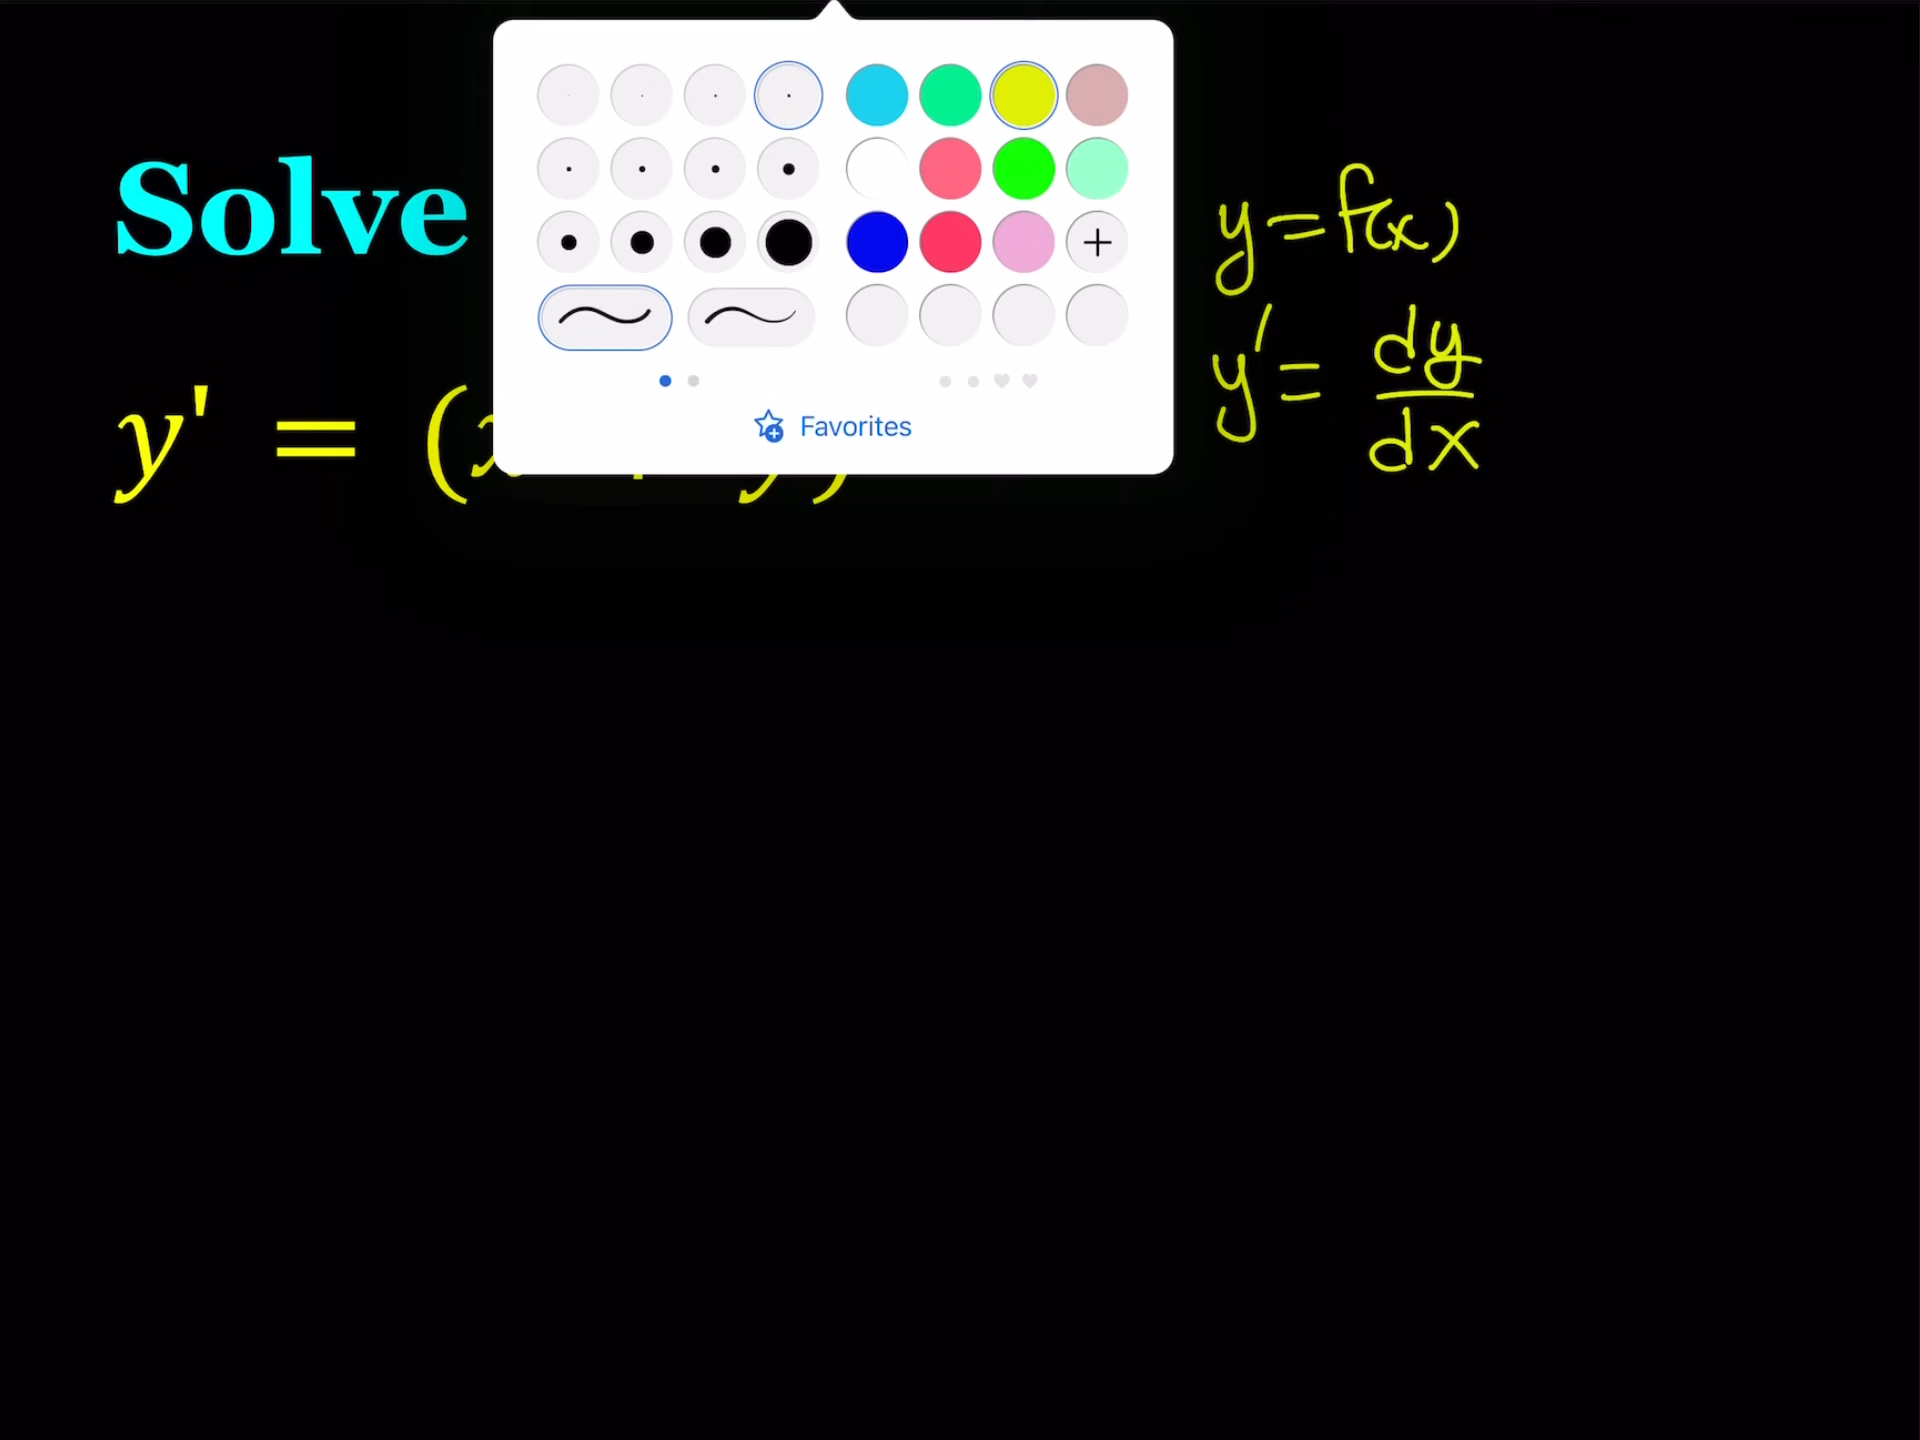 Solve
y' = (
Favorites
y = f(x)
y' = dy/dx